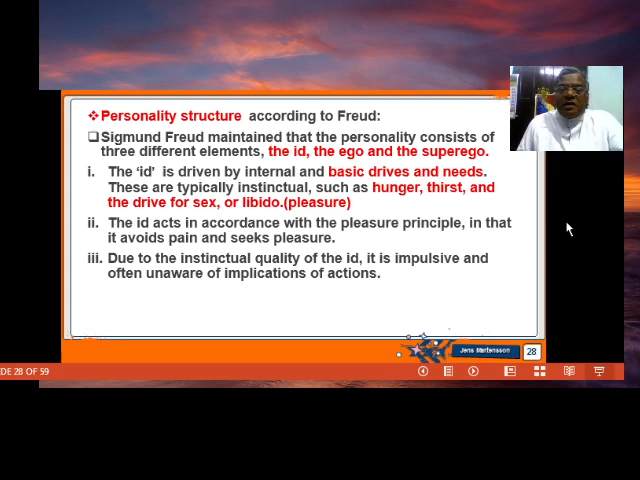 ❖Personality structure according to Freud:
❑Sigmund Freud maintained that the personality consists of
three different elements, the id, the ego and the superego.
i. The ‘id’ is driven by internal and basic drives and needs.
These are typically instinctual, such as hunger, thirst, and
the drive for sex, or libido.(pleasure)
ii. The id acts in accordance with the pleasure principle, in that
it avoids pain and seeks pleasure.
iii. Due to the instinctual quality of the id, it is impulsive and
often unaware of implications of actions.
Jens Martensson
28
DE 28 OF 59